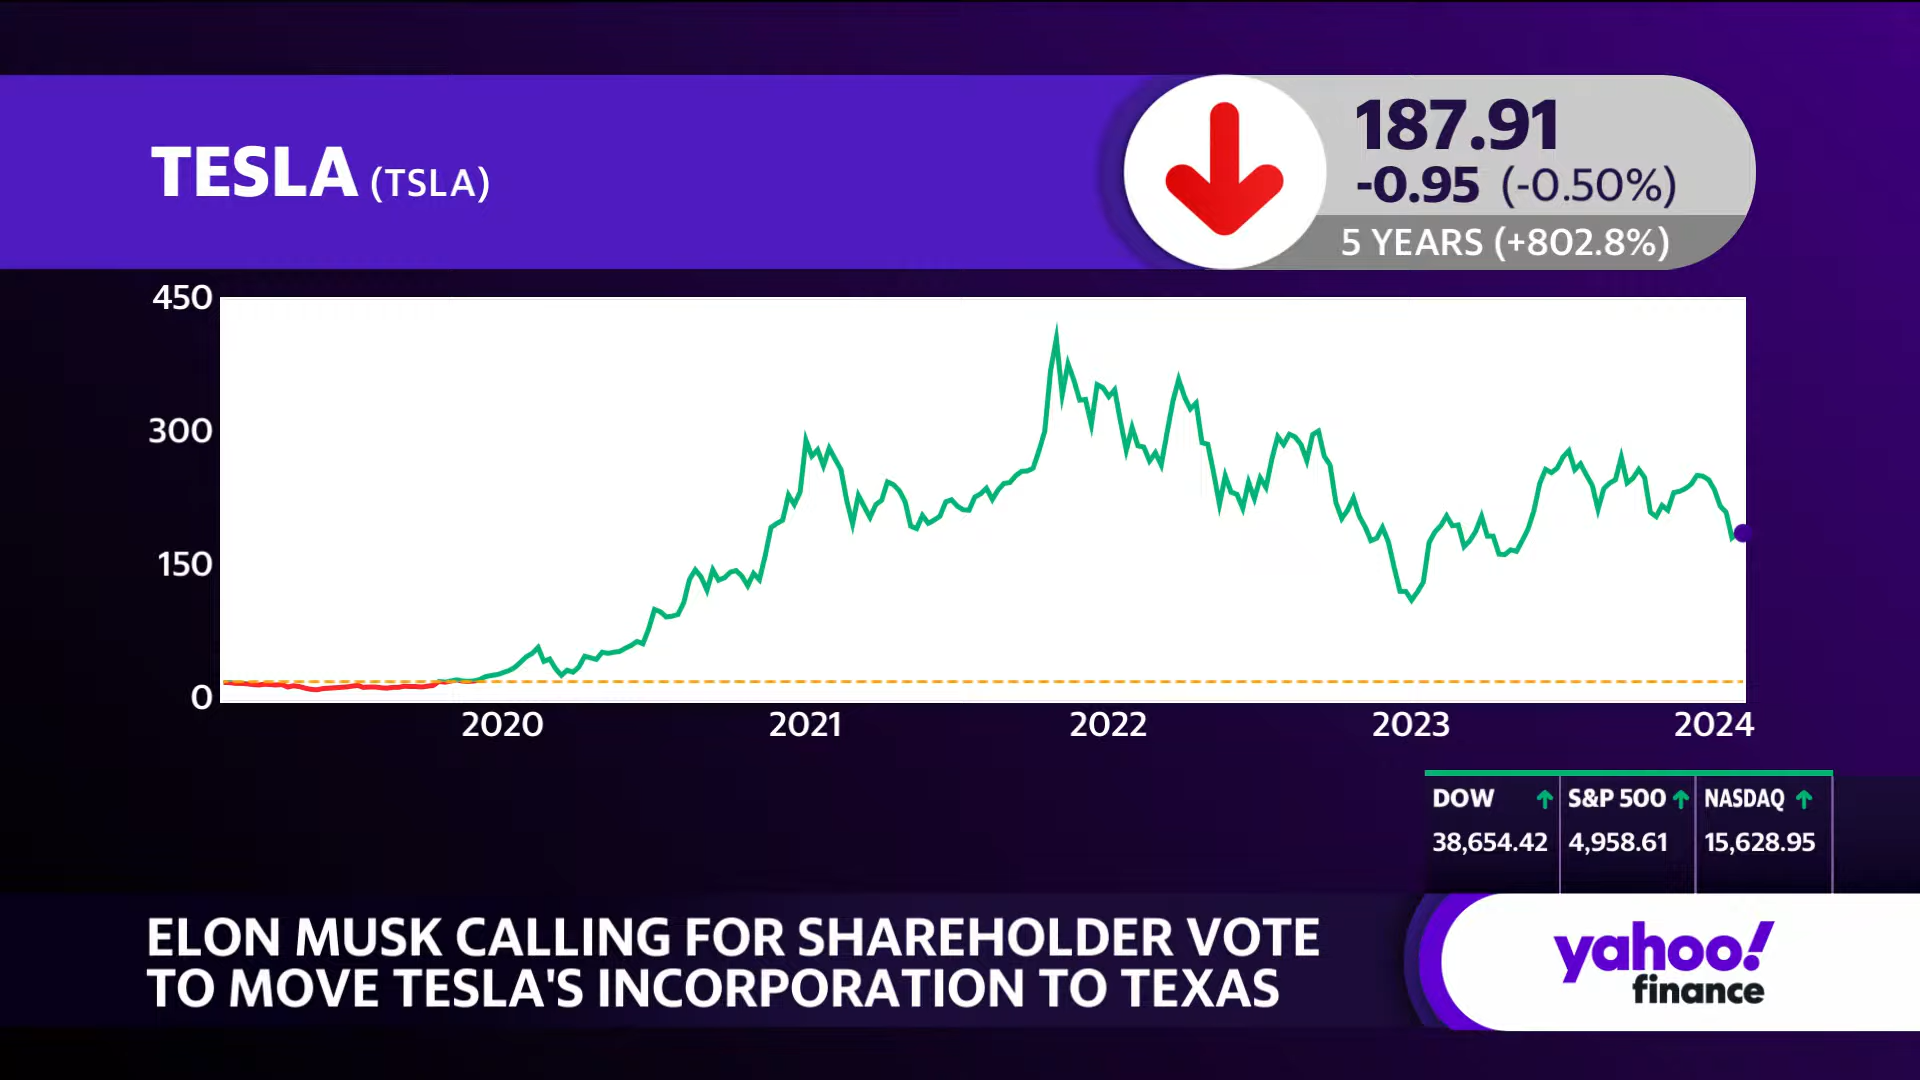 TESLA (TSLA)
187.91
-0.95 (-0.50%)
5 YEARS (+802.8%)
450
300
150
0
2020 2021 2022 2023 2024
DOW S&P 500 NASDAQ
38,654.42 4,958.61 15,628.95
ELON MUSK CALLING FOR SHAREHOLDER VOTE
TO MOVE TESLA'S INCORPORATION TO TEXAS
yahoo!
finance